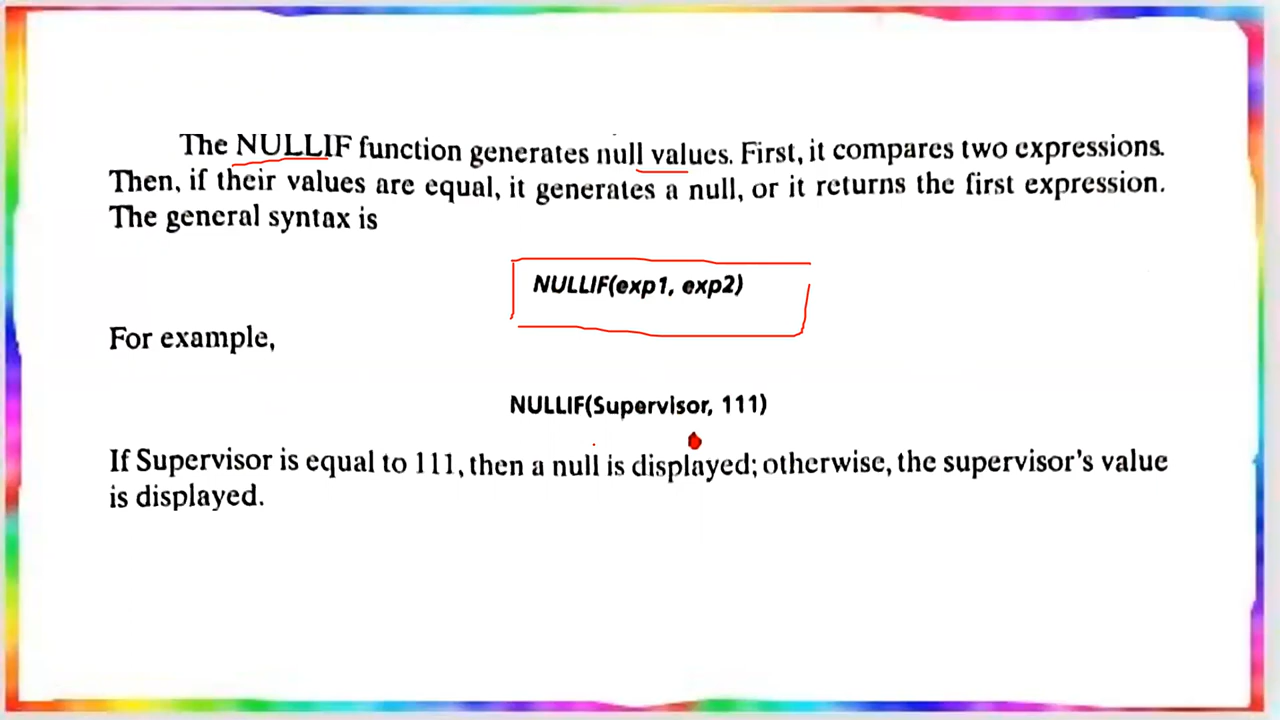 The NULLIF function generates null values. First, it compares two expressions.
Then, if their values are equal, it generates a null, or it returns the first expression.
The general syntax is
NULLIF(exp1, exp2)
For example,
NULLIF(Supervisor, 111)
If Supervisor is equal to 111, then a null is displayed; otherwise, the supervisor's value
is displayed.